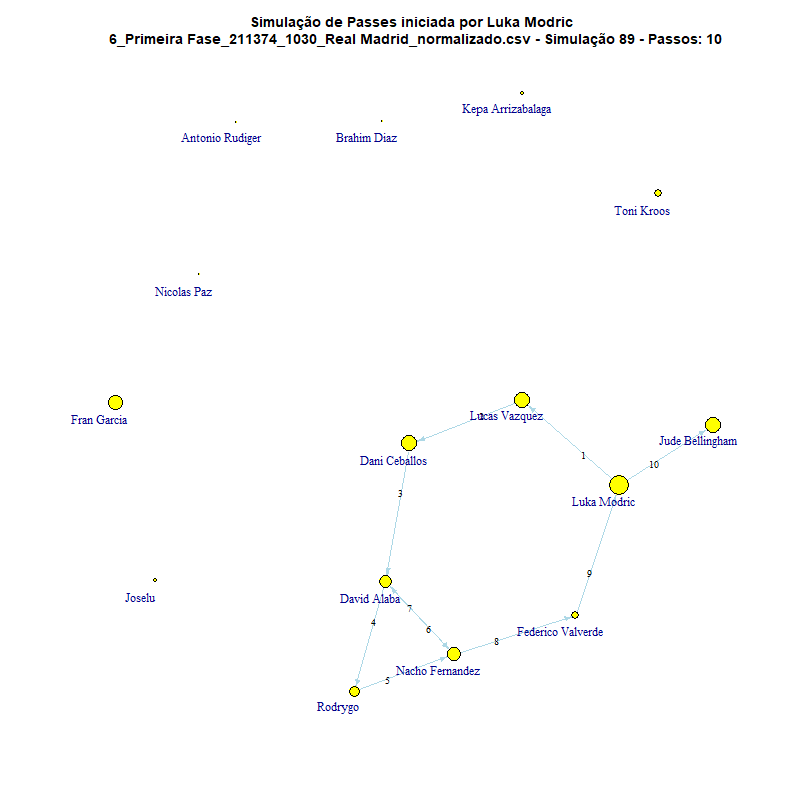 Simulação de Passes iniciada por Luka Modric
6_Primeira Fase_211374_1030_Real Madrid_normalizado.csv - Simulação 89 - Passos: 10
Kepa Arrizabalaga
Antonio Rudiger
Brahim Diaz
Toni Kroos
Nicolas Paz
Fran Garcia
Lucas Vazquez
Jude Bellingham
Dani Ceballos
1
10
3
Luka Modric
9
Joselu
David Alaba
7
4
6
Federico Valverde
8
Nacho Fernandez
5
Rodrygo